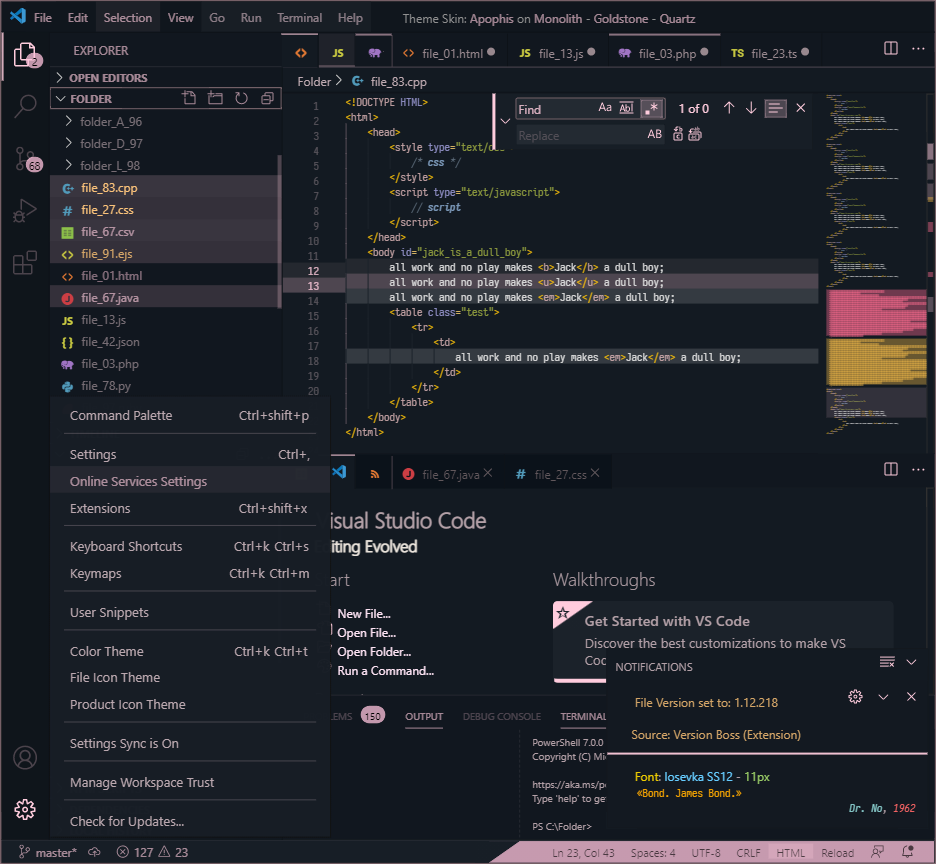 File Edit Selection View Go Run Terminal Help Theme Skin: Apophis on Monolith - Goldstone - Quartz
2
68
EXPLORER
OPEN EDITORS
FOLDER
folder_A_96
folder_D_97
folder_L_98
file_83.cpp
file_27.css
file_67.csv
file_91.ejs
file_01.html
file_67.java
file_13.js
file_42.json
file_03.php
file_78.py
JS file_01.html JS file_13.js file_03.php TS file_23.ts
Folder > file_83.cpp
Find Aa Abl .* 1 of 0
Replace AB
1 <!DOCTYPE HTML>
2 <html>
3 <head>
4 <style type="text/
5 /* css */
6 </style>
7 <script type="text/javascript">
8 // script
9 </script>
10 </head>
11 <body id="jack_is_a_dull_boy">
12 all work and no play makes <b>Jack</b> a dull boy;
13 all work and no play makes <u>Jack</u> a dull boy;
14 all work and no play makes <em>Jack</em> a dull boy;
15 <table class="test">
16 <tr>
17 <td>
18 all work and no play makes <em>Jack</em> a dull boy;
19 </td>
20 </tr>
</table>
</body>
</html>
Command Palette Ctrl+shift+p
Settings Ctrl+,
Online Services Settings
Extensions Ctrl+shift+x
Keyboard Shortcuts Ctrl+k Ctrl+s
Keymaps Ctrl+k Ctrl+m
User Snippets
Color Theme Ctrl+k Ctrl+t
File Icon Theme
Product Icon Theme
Settings Sync is On
Manage Workspace Trust
Check for Updates...
file_67.java file_27.css
isual Studio Code
iting Evolved
art
New File...
Open File...
Open Folder...
Run a Command...
Walkthroughs
Get Started with VS Code
Discover the best customizations to make VS
NOTIFICATIONS
File Version set to: 1.12.218
Source: Version Boss (Extension)
Font: Iosevka SS12 - 11px
«Bond. James Bond.»
Dr. No, 1962
LEMS 150 OUTPUT DEBUG CONSOLE TERMINAL
PowerShell 7.0.0
Copyright (C) Mi
https://aka.ms/p
Type 'help' to ge
PS C:\Folder>
master* 127 23 Ln 23, Col 43 Spaces: 4 UTF-8 CRLF HTML Reload